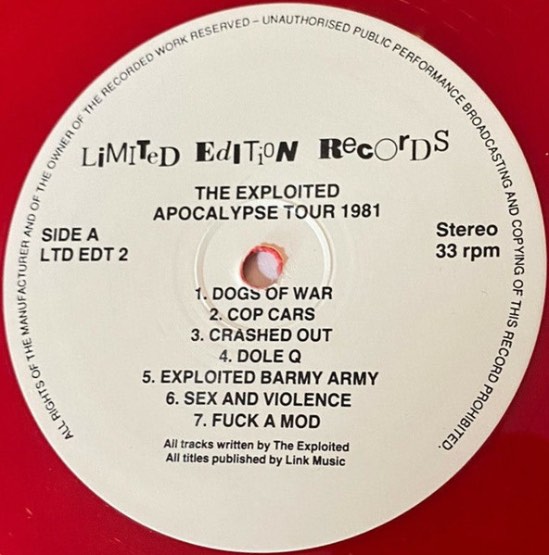 ALL RIGHTS OF THE MANUFACTURER AND OF THE OWNER OF THE RECORDED WORK RESERVED – UNAUTHORISED PUBLIC PERFORMANCE BROADCASTING AND COPYING OF THIS RECORD PROHIBITED.
LiMITeD EdITioN RecOrDS
THE EXPLOITED
APOCALYPSE TOUR 1981
SIDE A
LTD EDT 2
Stereo
33 rpm
1. DOGS OF WAR
2. COP CARS
3. CRASHED OUT
4. DOLE Q
5. EXPLOITED BARMY ARMY
6. SEX AND VIOLENCE
7. FUCK A MOD
All tracks written by The Exploited
All titles published by Link Music